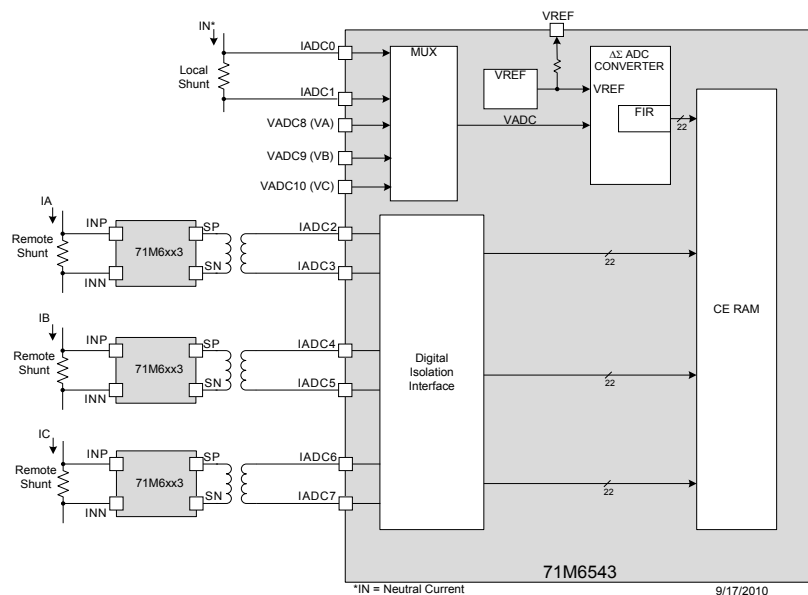 IN*
VREF
IADC0
MUX
ΔΣ ADC
CONVERTER
Local
Shunt
VREF
VREF
IADC1
FIR
VADC8 (VA)
VADC
22
VADC9 (VB)
VADC10 (VC)
IA
INP
SP
IADC2
Remote
Shunt
71M6xx3
22
INN
SN
IADC3
CE RAM
IB
INP
SP
IADC4
Remote
Shunt
71M6xx3
Digital
Isolation
Interface
22
INN
SN
IADC5
IC
INP
SP
IADC6
Remote
Shunt
71M6xx3
22
INN
SN
IADC7
71M6543
*IN = Neutral Current
9/17/2010